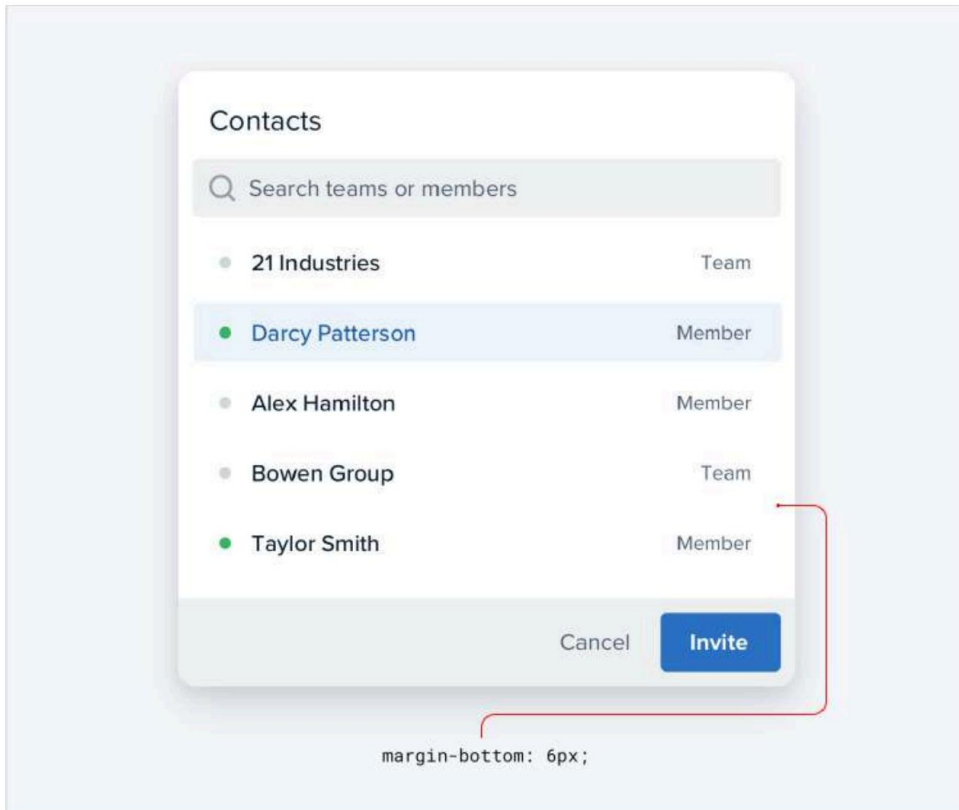 Contacts
Search teams or members
21 Industries Team
Darcy Patterson Member
Alex Hamilton Member
Bowen Group Team
Taylor Smith Member
Cancel Invite
margin-bottom: 6px;